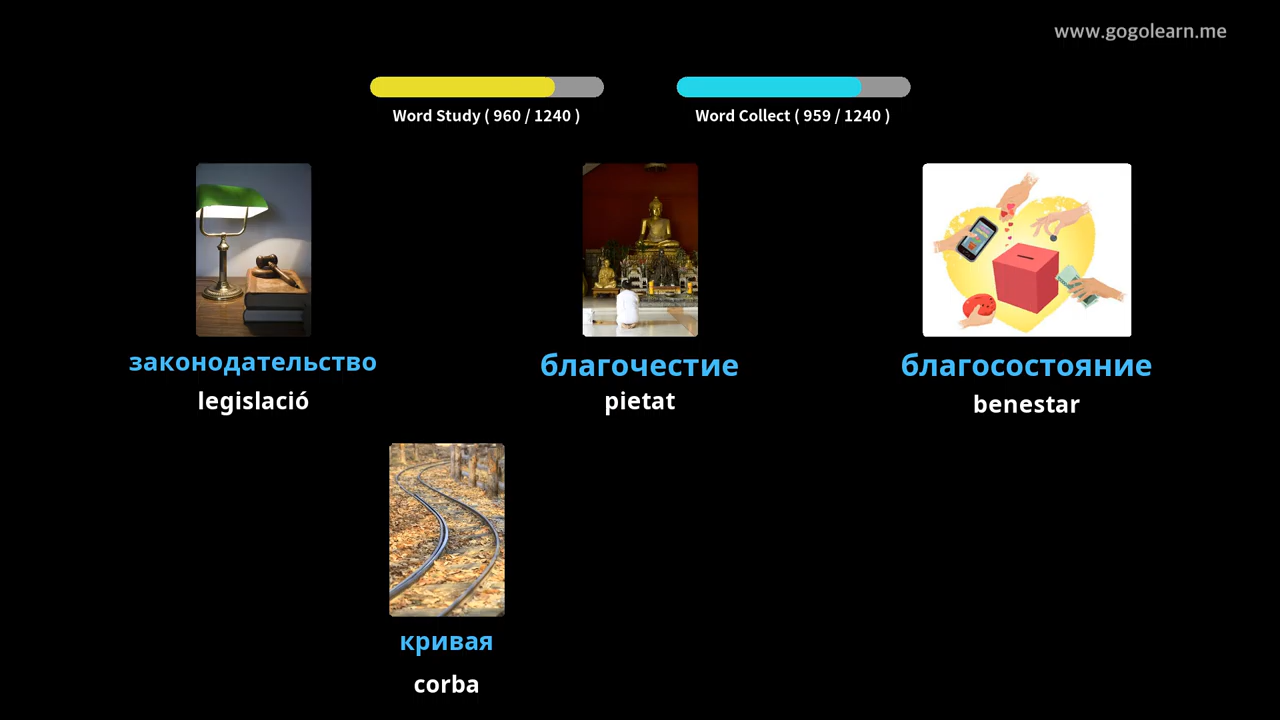 www.gogolearn.me
Word Study ( 960 / 1240 )
Word Collect ( 959 / 1240 )
законодательство
legislació
благочестие
pietat
благосостояние
benestar
кривая
corba